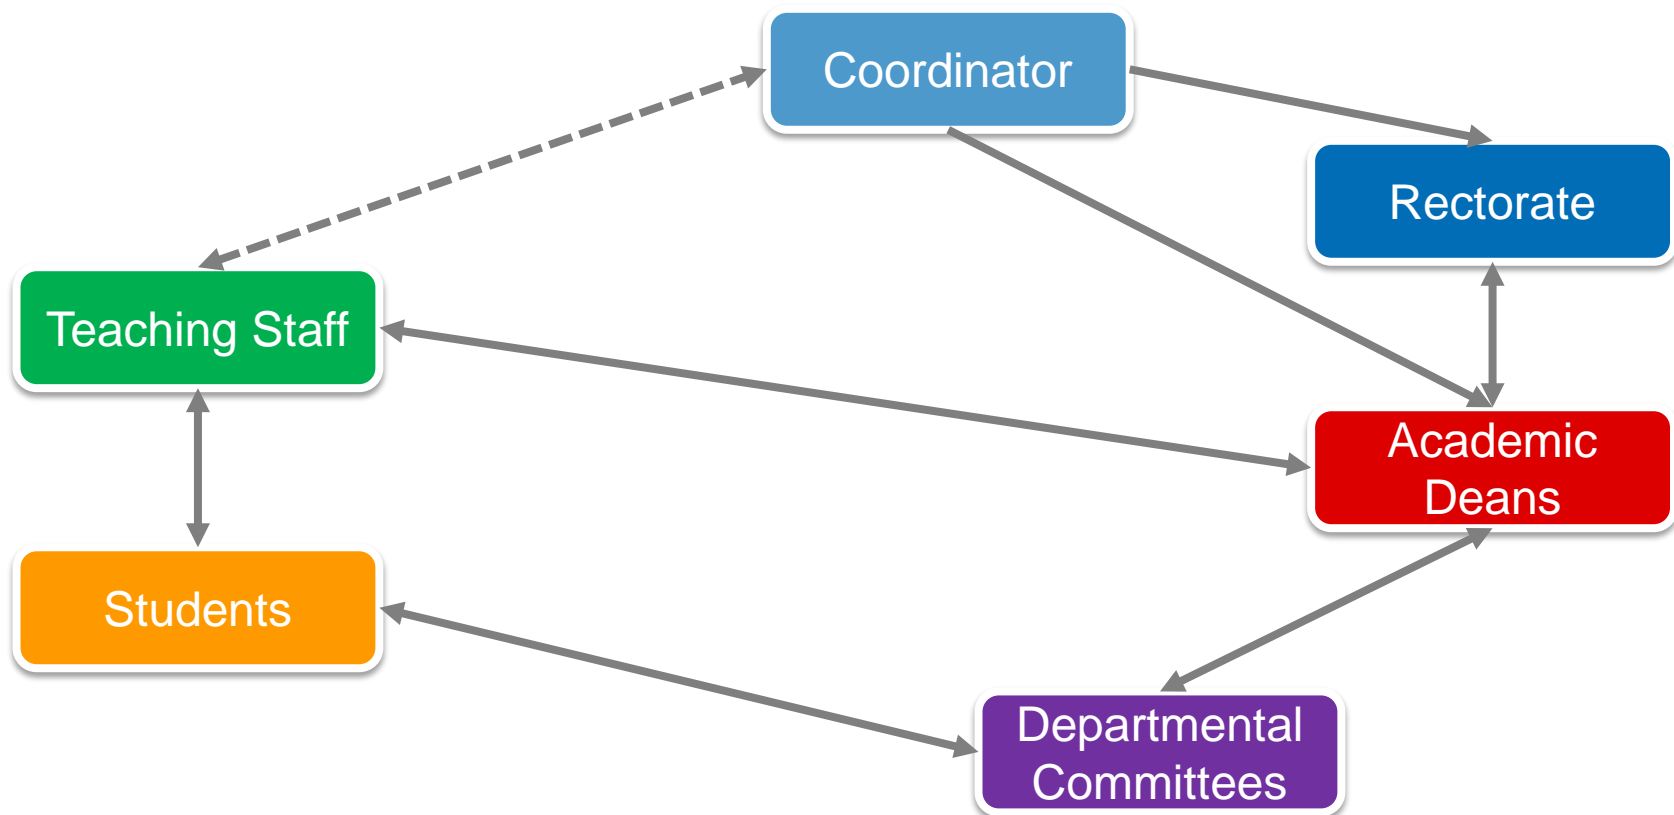 Coordinator
Rectorate
Teaching Staff
Academic
Deans
Students
Departmental
Committees